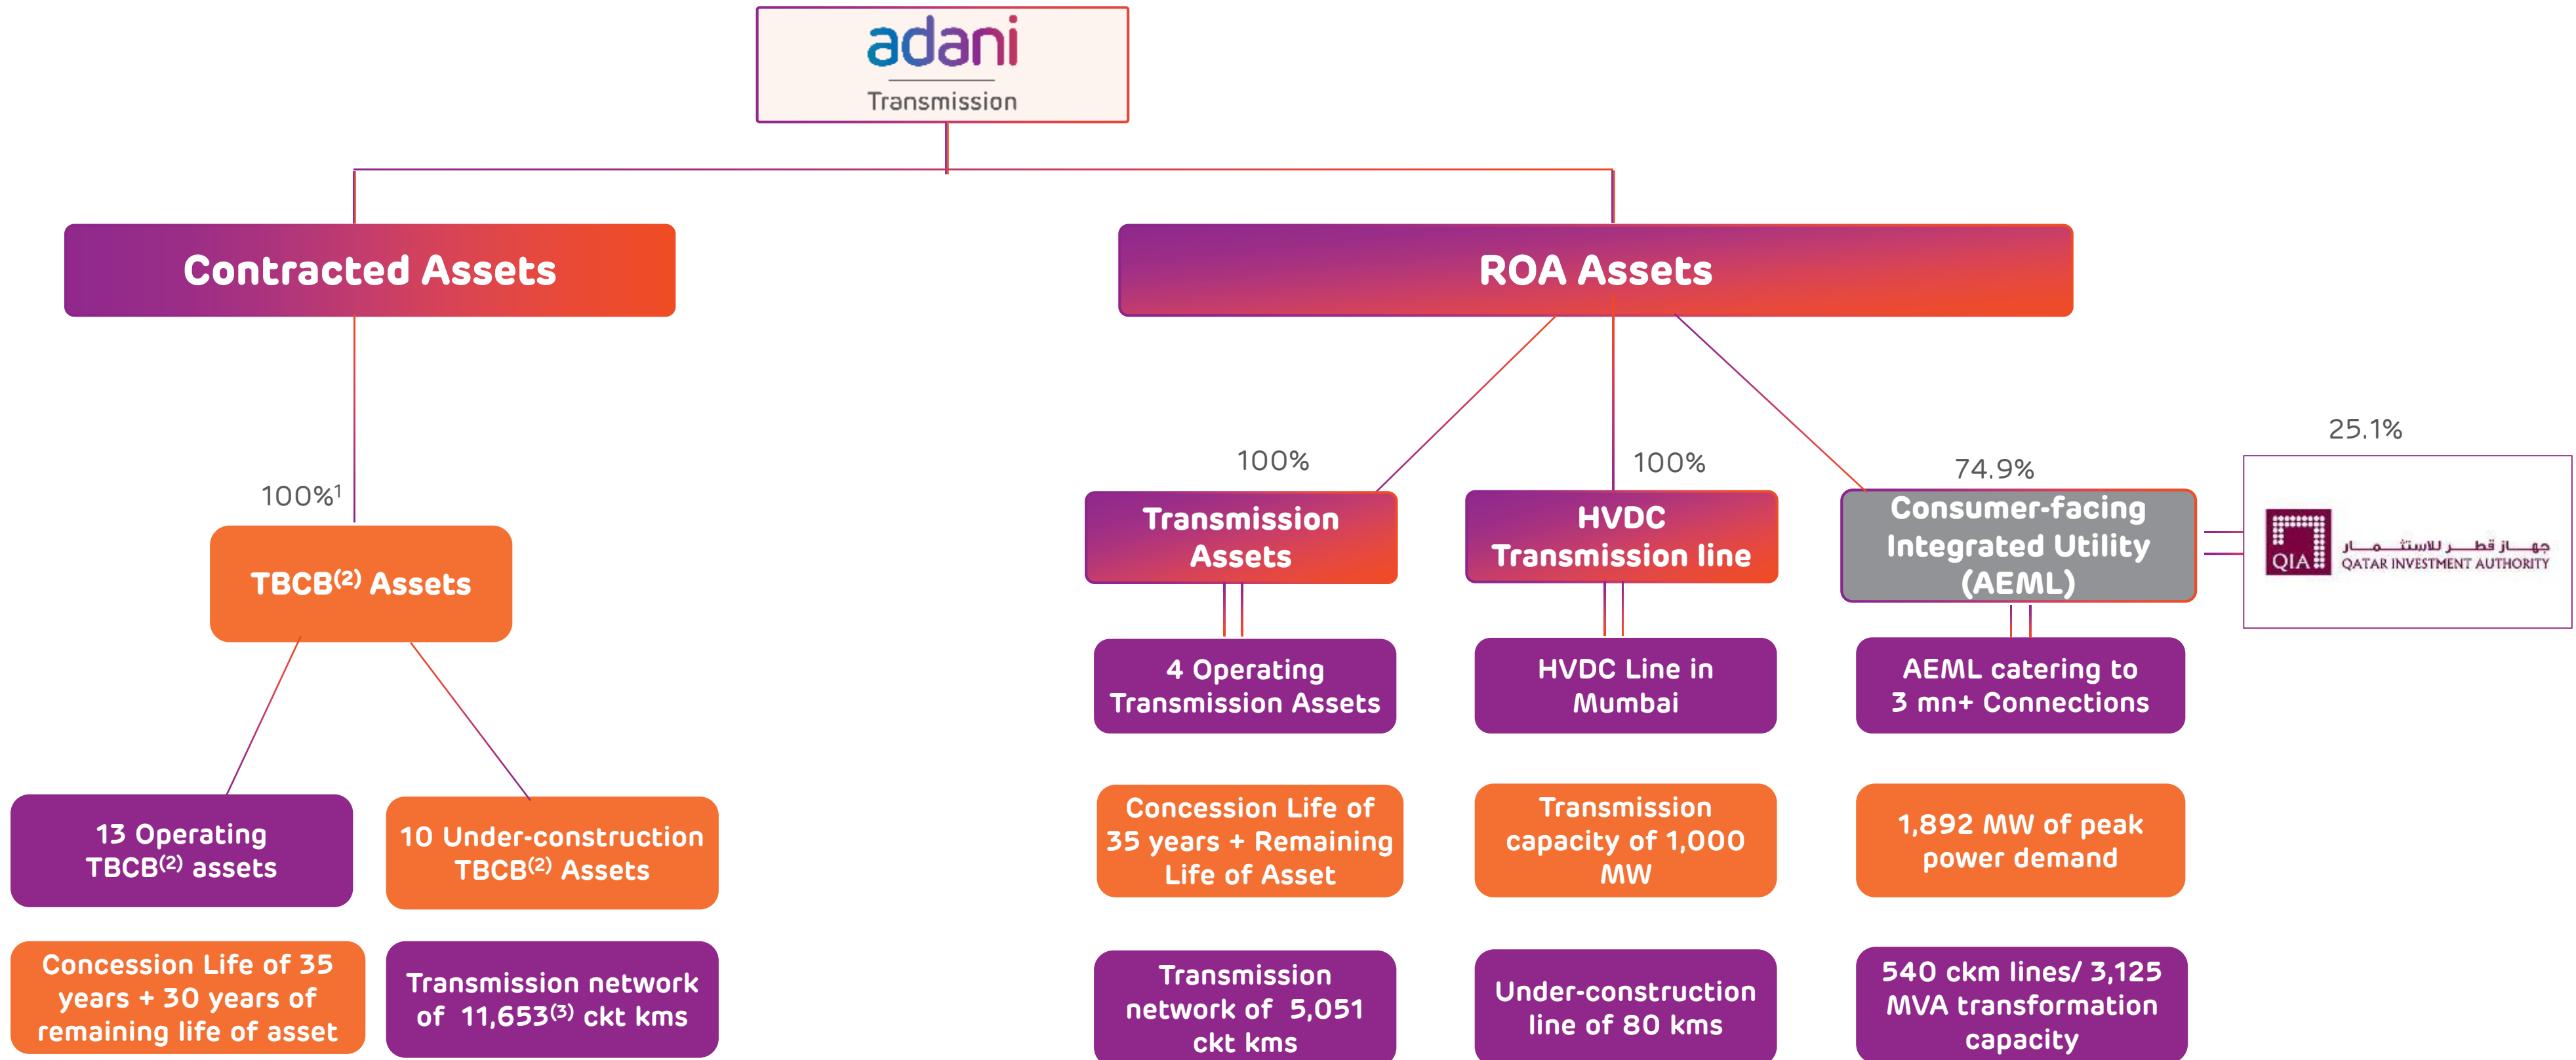 adani
Transmission
Contracted Assets
ROA Assets
25.1%
100%
100%
74.9%
100%¹
Transmission
Assets
HVDC
Transmission line
Consumer-facing
Integrated Utility
(AEML)
QIA
جهاز قطر للاستثمار
QATAR INVESTMENT AUTHORITY
TBCB⁽²⁾ Assets
4 Operating
Transmission Assets
HVDC Line in
Mumbai
AEML catering to
3 mn+ Connections
13 Operating
TBCB⁽²⁾ assets
10 Under-construction
TBCB⁽²⁾ Assets
Concession Life of
35 years + Remaining
Life of Asset
Transmission
capacity of 1,000
MW
1,892 MW of peak
power demand
Concession Life of 35
years + 30 years of
remaining life of asset
Transmission network
of 11,653⁽³⁾ ckt kms
Transmission
network of 5,051
ckt kms
Under-construction
line of 80 kms
540 ckm lines/ 3,125
MVA transformation
capacity